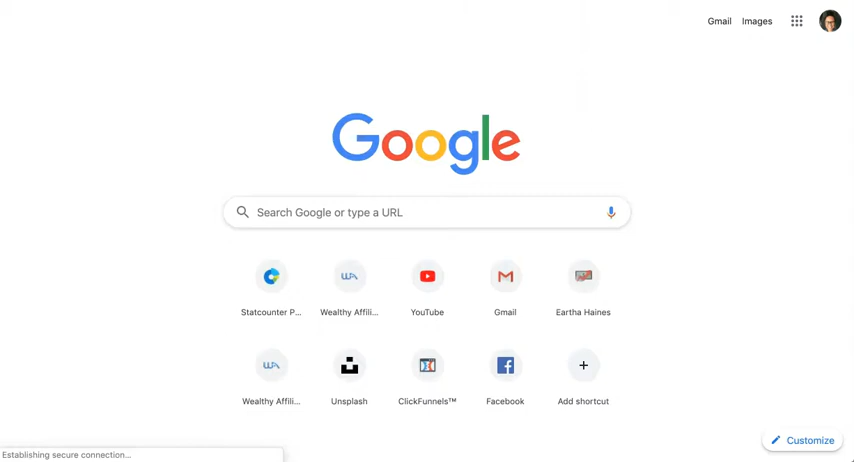 Gmail Images
Google
Search Google or type a URL
Statcounter P... Wealthy Affili... YouTube Gmail Eartha Haines
Wealthy Affili... Unsplash ClickFunnels™ Facebook Add shortcut
Customize
Establishing secure connection...